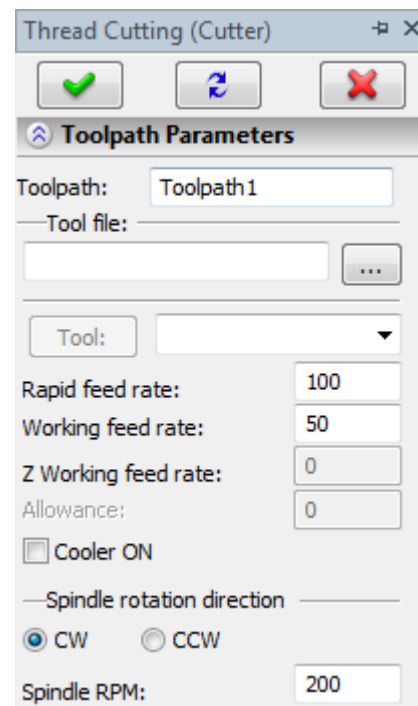 Thread Cutting (Cutter)
Toolpath Parameters
Toolpath: Toolpath1
Tool file:
...
Tool:
Rapid feed rate: 100
Working feed rate: 50
Z Working feed rate: 0
Allowance: 0
Cooler ON
Spindle rotation direction
CW CCW
Spindle RPM: 200